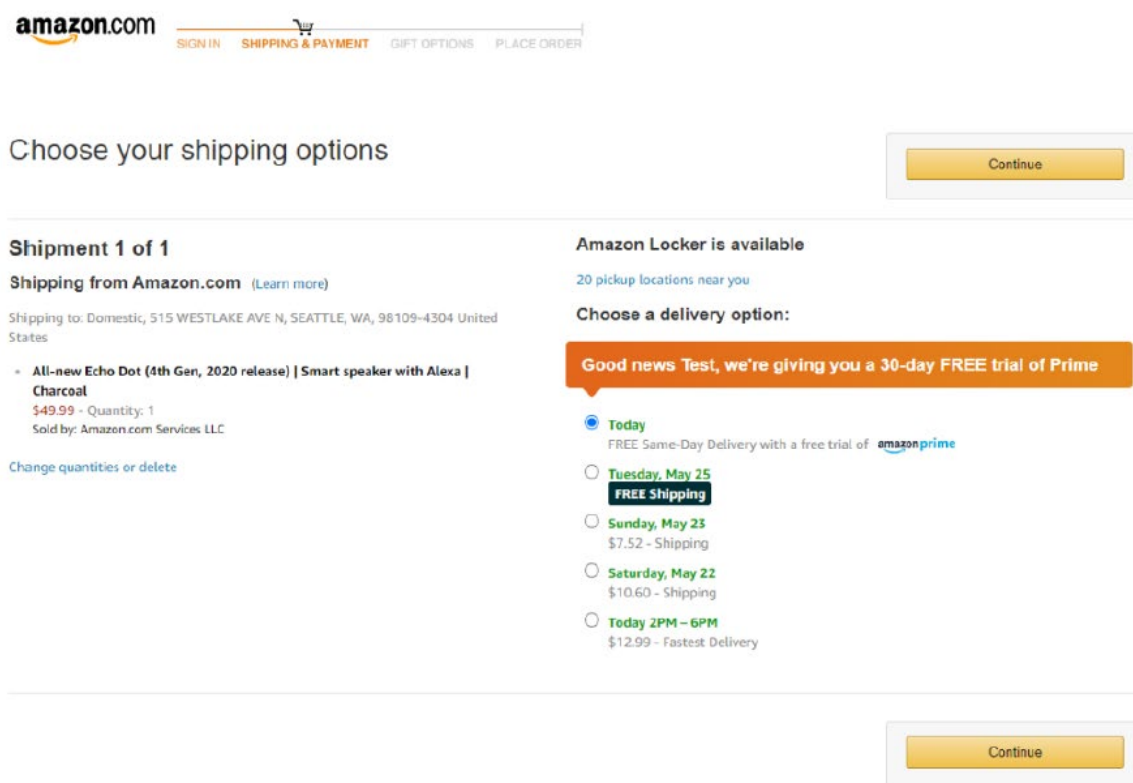 amazon.com
SIGN IN SHIPPING & PAYMENT GIFT OPTIONS PLACE ORDER
Choose your shipping options
Continue
Shipment 1 of 1
Shipping from Amazon.com (Learn more)
Shipping to: Domestic, 515 WESTLAKE AVE N, SEATTLE, WA, 98109-4304 United
States
All-new Echo Dot (4th Gen, 2020 release) | Smart speaker with Alexa |
Charcoal
$49.99 - Quantity: 1
Sold by: Amazon.com Services LLC
Change quantities or delete
Amazon Locker is available
20 pickup locations near you
Choose a delivery option:
Good news Test, we're giving you a 30-day FREE trial of Prime
Today
FREE Same-Day Delivery with a free trial of amazon prime
Tuesday, May 25
FREE Shipping
Sunday, May 23
$7.52 - Shipping
Saturday, May 22
$10.60 - Shipping
Today 2PM – 6PM
$12.99 - Fastest Delivery
Continue